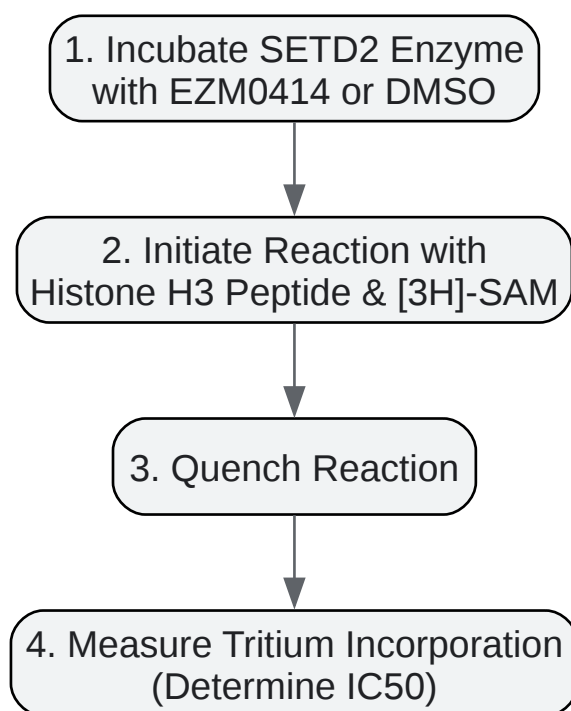 1. Incubate SETD2 Enzyme
with EZM0414 or DMSO
2. Initiate Reaction with
Histone H3 Peptide & [3H]-SAM
3. Quench Reaction
4. Measure Tritium Incorporation
(Determine IC50)